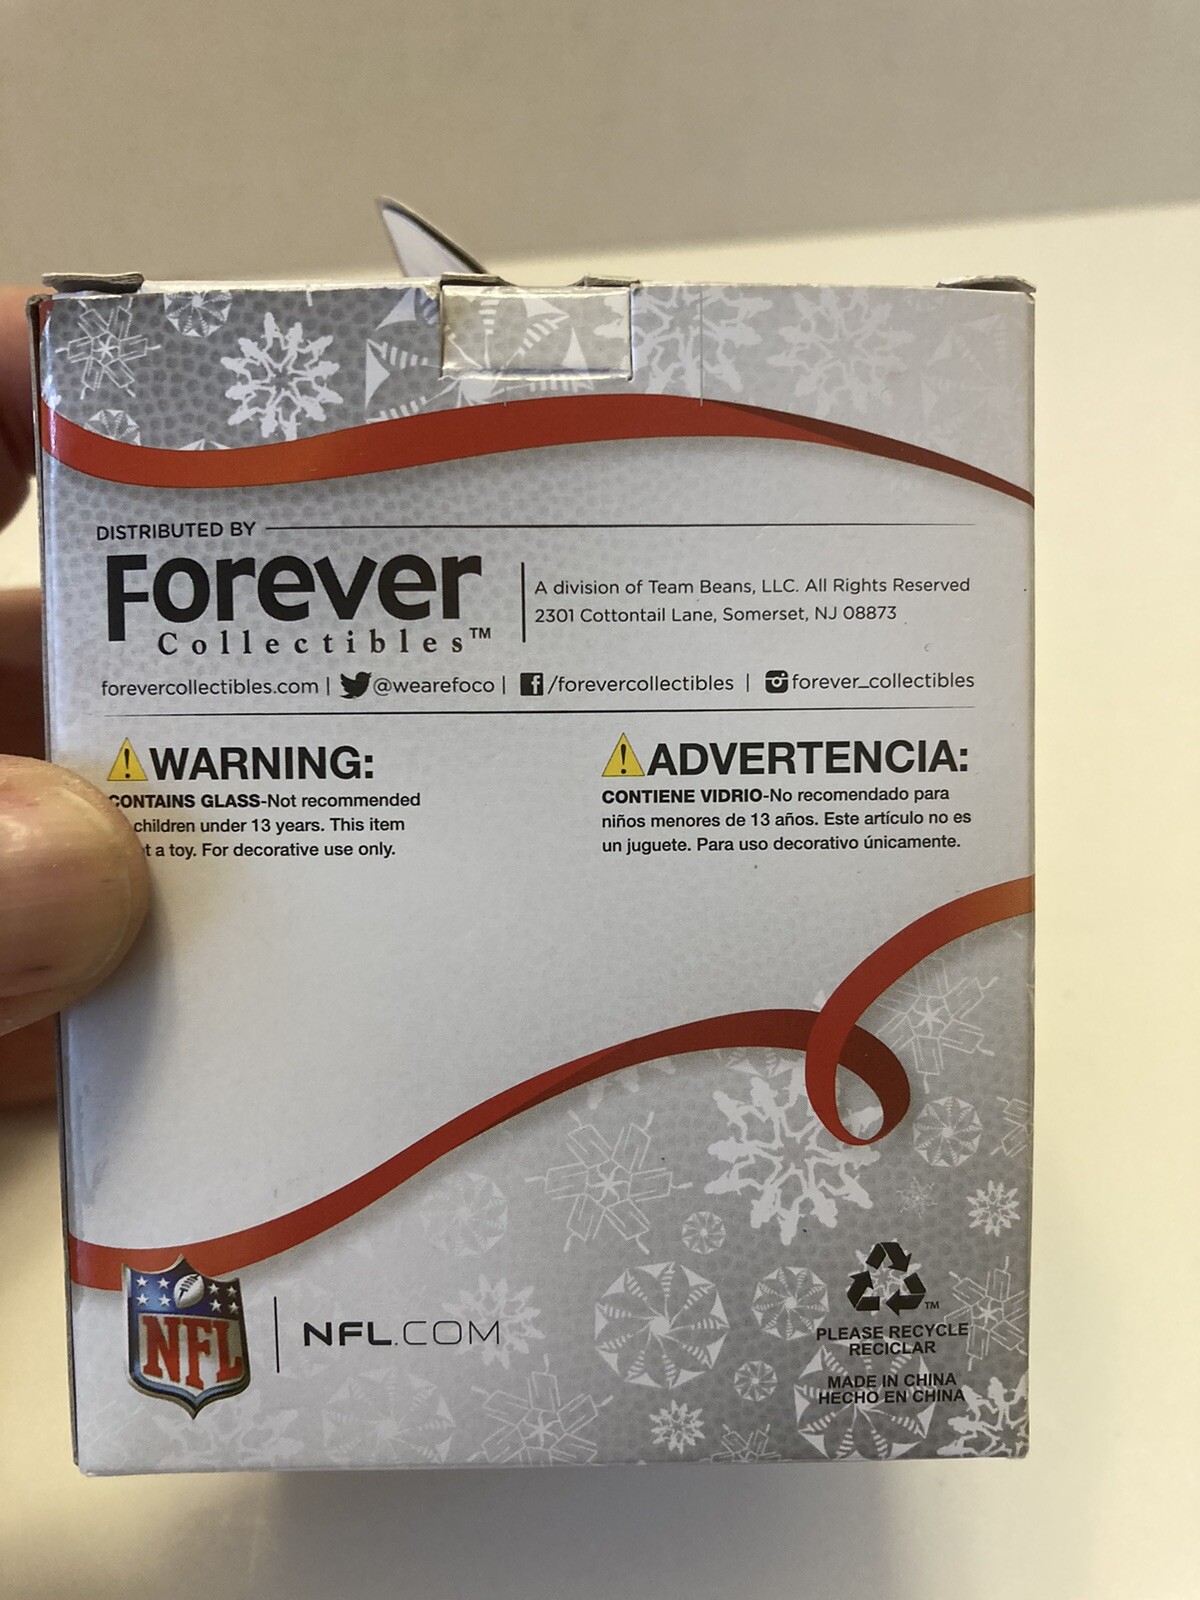 DISTRIBUTED BY
Forever
Collectibles™
A division of Team Beans, LLC. All Rights Reserved
2301 Cottontail Lane, Somerset, NJ 08873
forevercollectibles.com | @wearefoco | f /forevercollectibles | forever_collectibles
WARNING:
CONTAINS GLASS-Not recommended
children under 13 years. This item
a toy. For decorative use only.
ADVERTENCIA:
CONTIENE VIDRIO-No recomendado para
niños menores de 13 años. Este artículo no es
un juguete. Para uso decorativo únicamente.
NFL
NFL.COM
TM
PLEASE RECYCLE
RECICLAR
MADE IN CHINA
HECHO EN CHINA